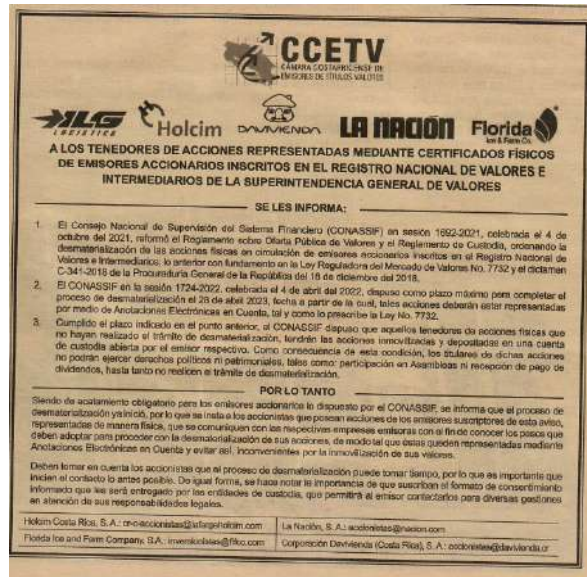 CCETV
CÁMARA COSTARRICENSE DE
EMISORES DE TÍTULOS VALORES
ILG
LOGISTICS
Holcim
DAVIVIENDA
LA NACIÓN
Florida
Ice & Farm Co.
A LOS TENEDORES DE ACCIONES REPRESENTADAS MEDIANTE CERTIFICADOS FÍSICOS
DE EMISORES ACCIONARIOS INSCRITOS EN EL REGISTRO NACIONAL DE VALORES E
INTERMEDIARIOS DE LA SUPERINTENDENCIA GENERAL DE VALORES
SE LES INFORMA:
1. El Consejo Nacional de Supervisión del Sistema Financiero (CONASSIF) en sesión 1692-2021, celebrada el 4 de
octubre del 2021, reformó el Reglamento sobre Oferta Pública de Valores y el Reglamento de Custodia, ordenando la
desmaterialización de las acciones físicas en circulación de emisores accionarios inscritos en el Registro Nacional de
Valores e Intermediarios; lo anterior con fundamento en la Ley Reguladora del Mercado de Valores No. 7732 y el dictamen
C-341-2018 de la Procuraduría General de la República del 18 de diciembre del 2018.
2. El CONASSIF en la sesión 1724-2022, celebrada el 4 de abril del 2022, dispuso como plazo máximo para completar el
proceso de desmaterialización el 28 de abril 2023, fecha a partir de la cual, tales acciones deberán estar representadas
por medio de Anotaciones Electrónicas en Cuenta, tal y como lo prescribe la Ley No. 7732.
3. Cumplido el plazo indicado en el punto anterior, el CONASSIF dispuso que aquellos tenedores de acciones físicas que
no hayan realizado el trámite de desmaterialización, tendrán las acciones inmovilizadas y depositadas en una cuenta
de custodia abierta por el emisor respectivo. Como consecuencia de esta condición, los titulares de dichas acciones
no podrán ejercer derechos políticos ni patrimoniales, tales como: participación en Asambleas ni recepción de pago de
dividendos, hasta tanto no realicen el trámite de desmaterialización.
POR LO TANTO
Siendo de acatamiento obligatorio para los emisores accionarios lo dispuesto por el CONASSIF, se informa que el proceso de
desmaterialización ya inició, por lo que se insta a los accionistas que posean acciones de los emisores suscriptores de este aviso,
representadas de manera física, que se comuniquen con las respectivas empresas emisoras con el fin de conocer los pasos que
deben adoptar para proceder con la desmaterialización de sus acciones, de modo tal que éstas queden representadas mediante
Anotaciones Electrónicas en Cuenta y evitar así, inconvenientes por la inmovilización de sus valores.
Deben tomar en cuenta los accionistas que el proceso de desmaterialización puede tomar tiempo, por lo que es importante que
inicien el contacto lo antes posible. De igual forma, se hace notar la importancia de que suscriban el formato de consentimiento
informado que les será entregado por las entidades de custodia, que permitirá al emisor contactarlos para diversas gestiones
en atención de sus responsabilidades legales.
Holcim Costa Rica, S. A.:
La Nación, S. A.: accionistas@nacion.com
Florida Ice and Farm Company, S.A.:
Corporación Davivienda (Costa Rica), S. A.: accionistas@davivienda.cr